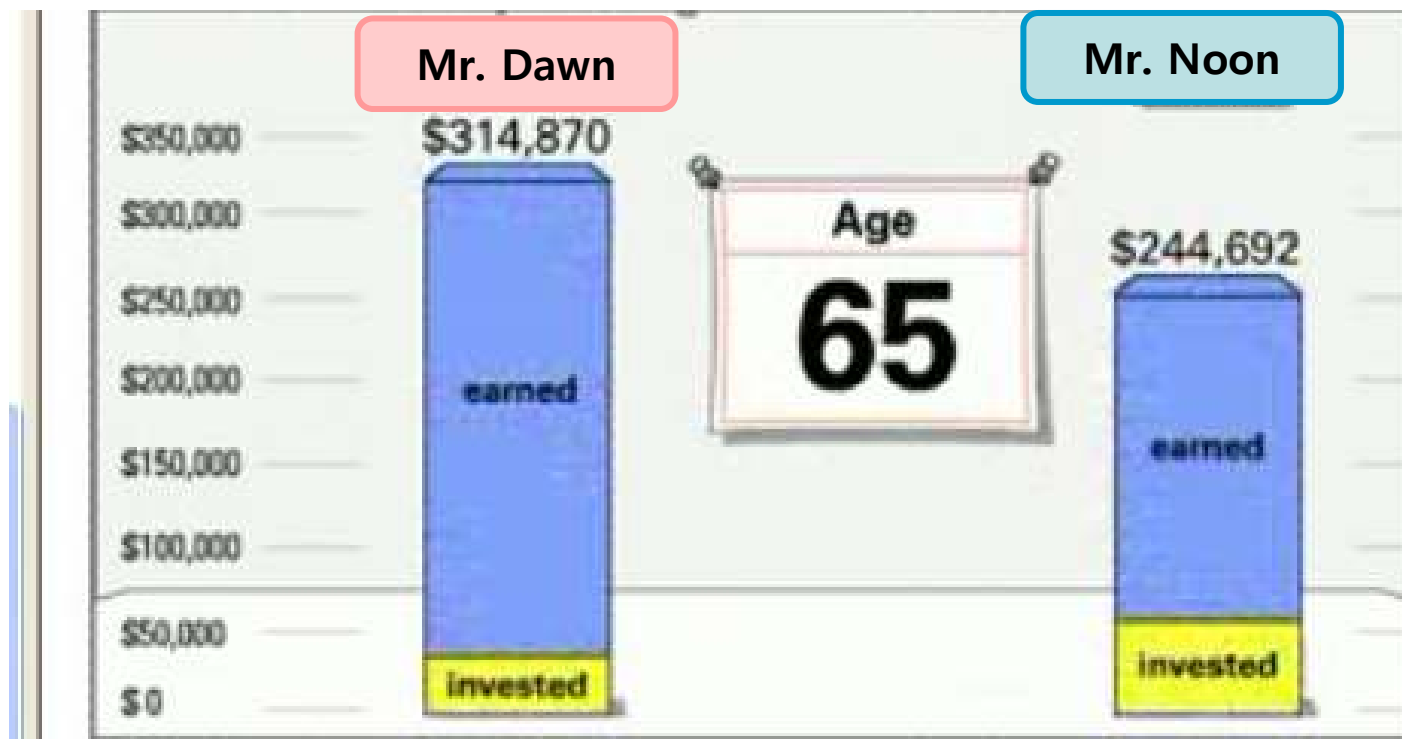 Mr. Dawn
Mr. Noon
$350,000
$314,870
$300,000
Age
$244,692
$250,000
65
$200,000
earned
earned
$150,000
$100,000
$50,000
invested
invested
$0